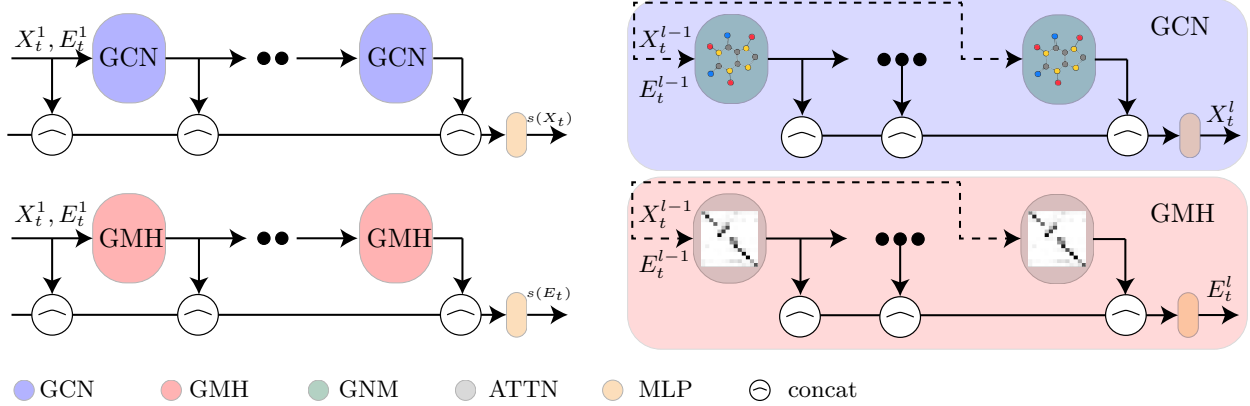 X_t^1, E_t^1
GCN
GCN
s(X_t)
X_t^{l-1}
E_t^{l-1}
GCN
X_t^l
X_t^1, E_t^1
GMH
GMH
s(E_t)
X_t^{l-1}
E_t^{l-1}
GMH
E_t^l
GCN GMH GNM ATTN MLP concat